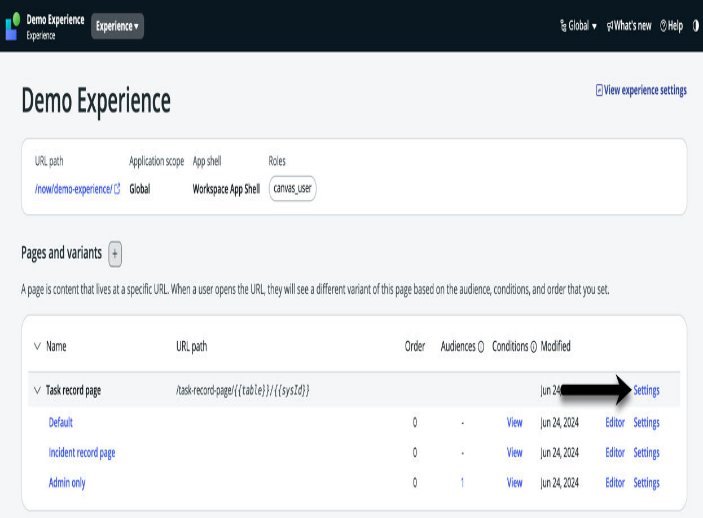 Demo Experience
Experience
Experience
Global
What's new
Help
Demo Experience
View experience settings
URL path Application scope App shell Roles
/now/demo-experience/ Global Workspace App Shell canvas_user
Pages and variants +
A page is content that lives at a specific URL. When a user opens the URL, they will see a different variant of this page based on the audience, conditions, and order that you set.
Name URL path Order Audiences Conditions Modified
Task record page /task-record-page/{{table}}/{{sysId}} Jun 24, Settings
Default 0 - View Jun 24, 2024 Editor Settings
Incident record page 0 - View Jun 24, 2024 Editor Settings
Admin only 0 1 View Jun 24, 2024 Editor Settings